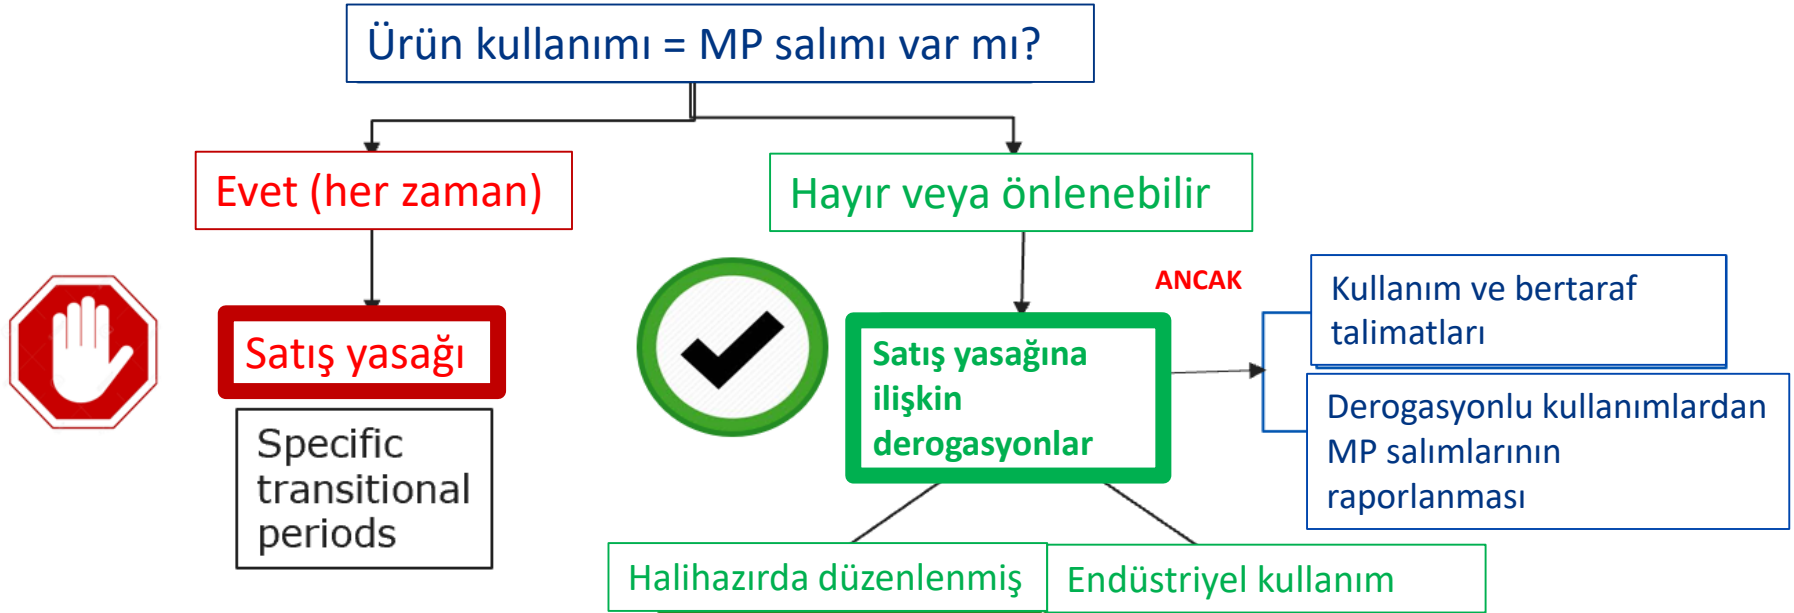 Ürün kullanımı = MP salımı var mı?
Evet (her zaman)
Hayır veya önlenebilir
Satış yasağı
Specific
transitional
periods
ANCAK
Satış yasağına
ilişkin
derogasyonlar
Kullanım ve bertaraf
talimatları
Derogasyonlu kullanımlardan
MP salımlarının
raporlanması
Halihazırda düzenlenmiş
Endüstriyel kullanım